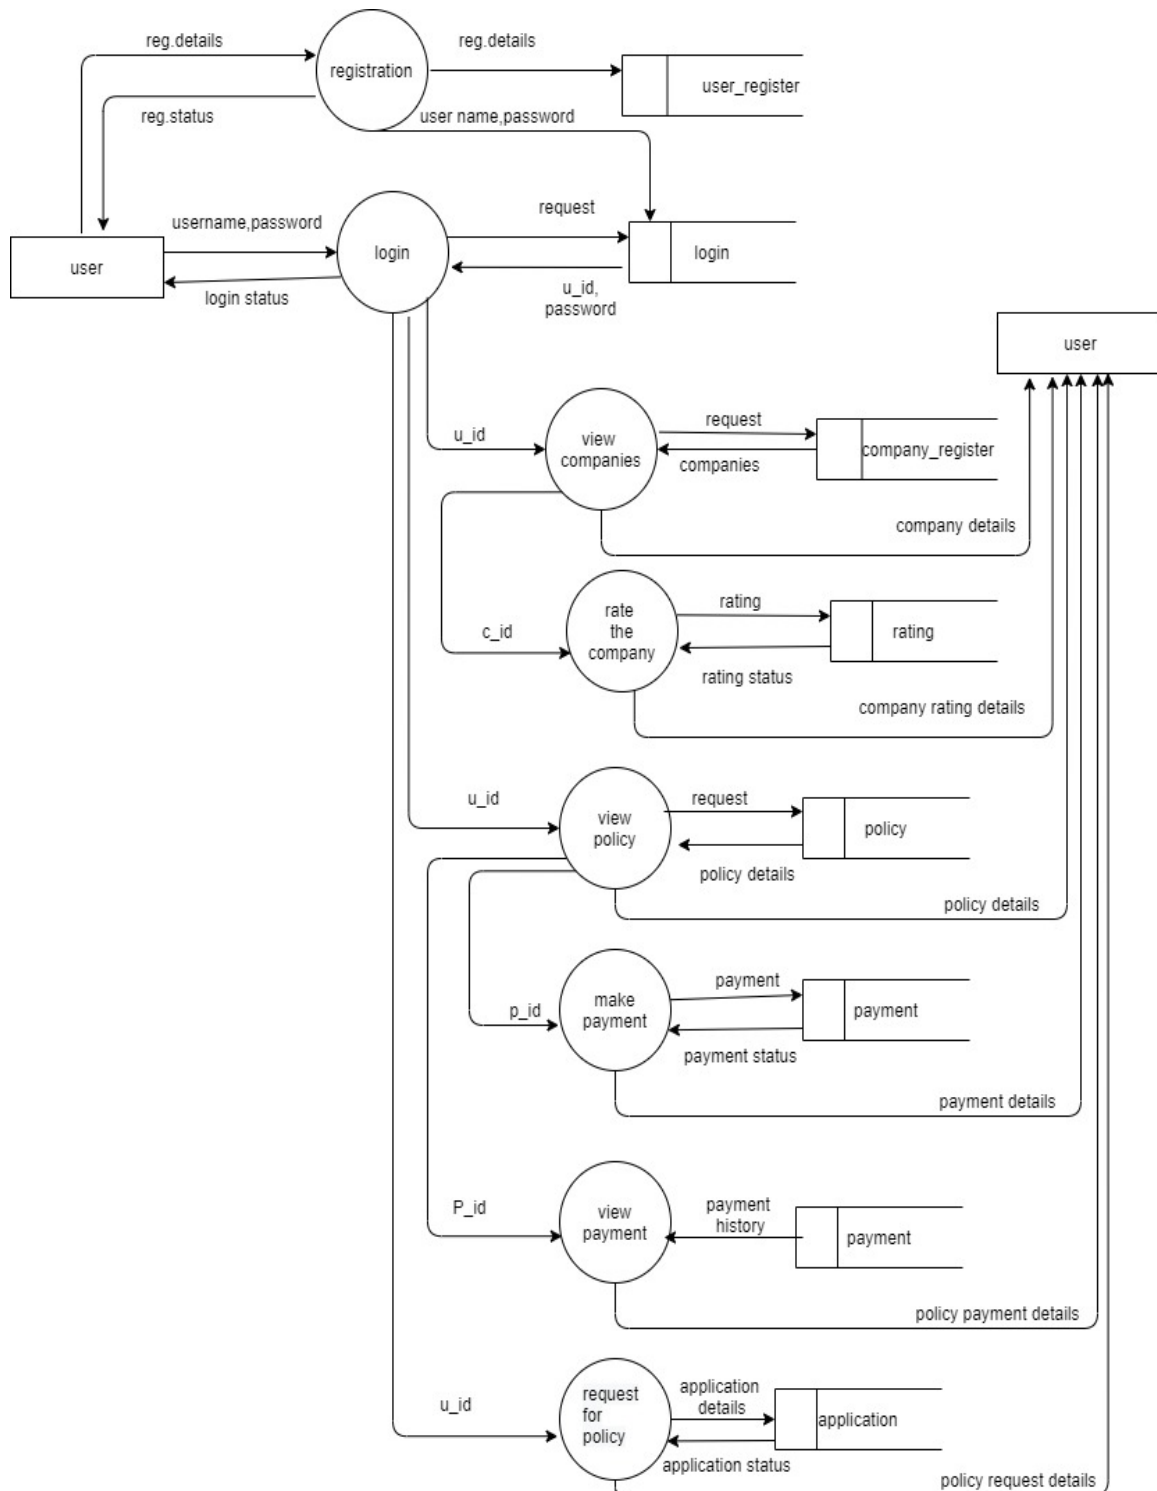 reg.details
reg.details
registration
user_register
reg.status
user name,password
username,password
request
user
login
login
login status
u_id,
password
user
u_id
view
companies
request
companies
company_register
company details
c_id
rate
the
company
rating
rating
rating status
company rating details
u_id
view
policy
request
policy
policy details
policy details
p_id
make
payment
payment
payment
payment status
payment details
P_id
view
payment
payment
history
payment
policy payment details
u_id
request
for
policy
application
details
application
application status
policy request details